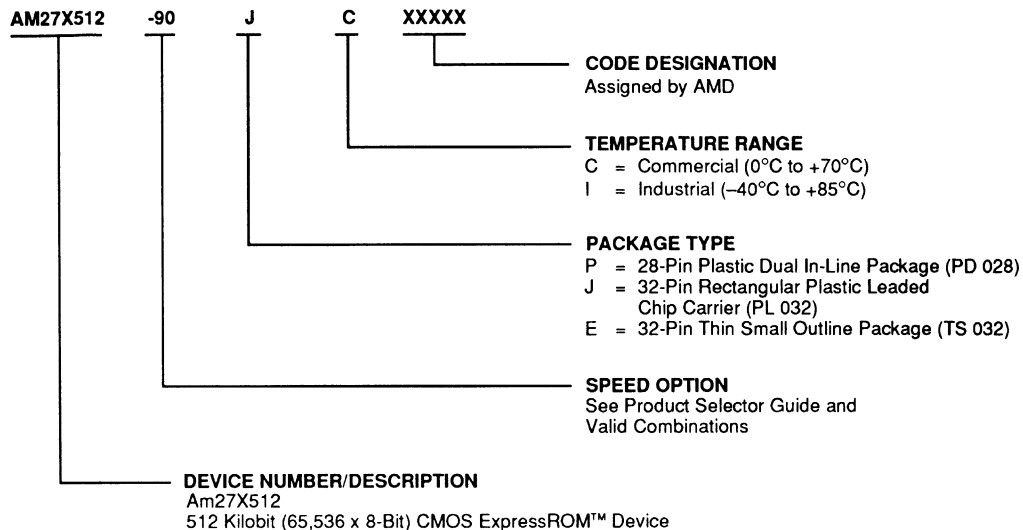 AM27X512 -90 J C XXXXX
CODE DESIGNATION
Assigned by AMD
TEMPERATURE RANGE
C = Commercial (0°C to +70°C)
I = Industrial (–40°C to +85°C)
PACKAGE TYPE
P = 28-Pin Plastic Dual In-Line Package (PD 028)
J = 32-Pin Rectangular Plastic Leaded
Chip Carrier (PL 032)
E = 32-Pin Thin Small Outline Package (TS 032)
SPEED OPTION
See Product Selector Guide and
Valid Combinations
DEVICE NUMBER/DESCRIPTION
Am27X512
512 Kilobit (65,536 x 8-Bit) CMOS ExpressROM™ Device